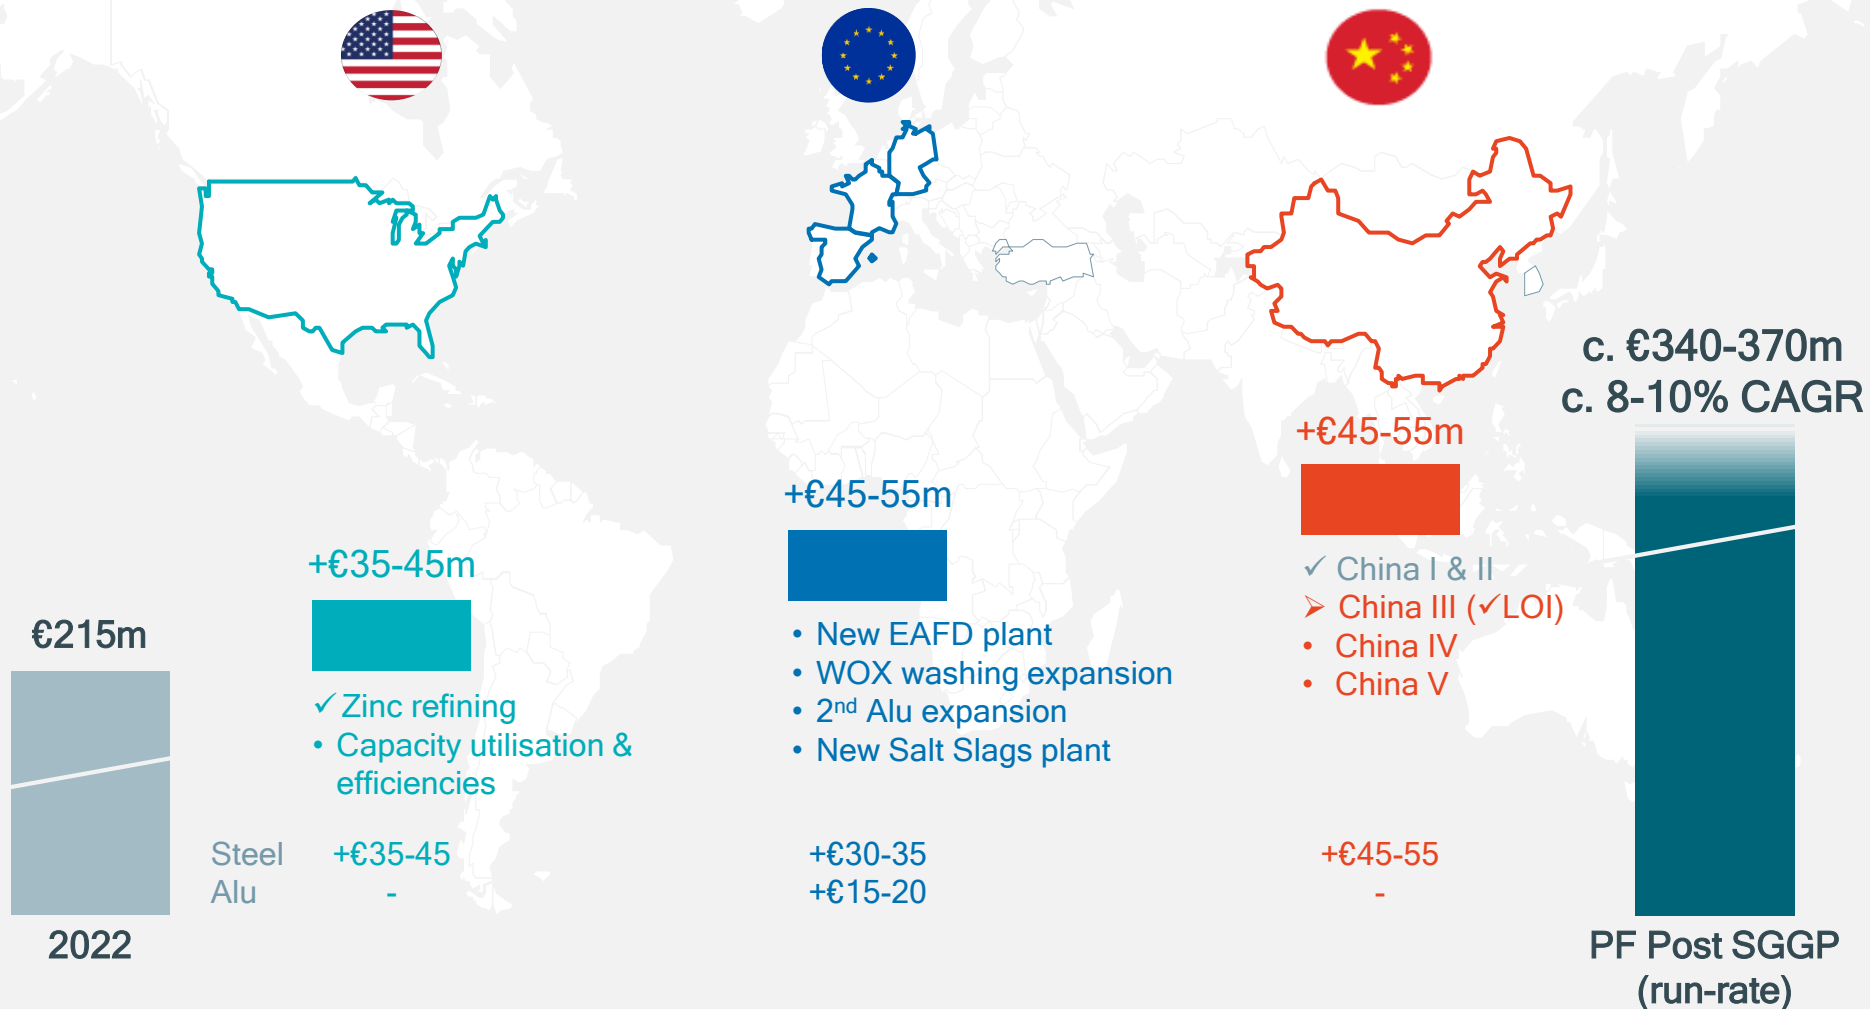 c. €340-370m
c. 8-10% CAGR
+€45-55m
+€45-55m
✓ China I & II
➢ China III (✓LOI)
• China IV
• China V
+€35-45m
€215m
• New EAFD plant
• WOX washing expansion
• 2nd Alu expansion
• New Salt Slags plant
✓ Zinc refining
• Capacity utilisation &
efficiencies
Steel +€35-45 +€30-35 +€45-55
Alu - +€15-20 -
2022
PF Post SGGP
(run-rate)